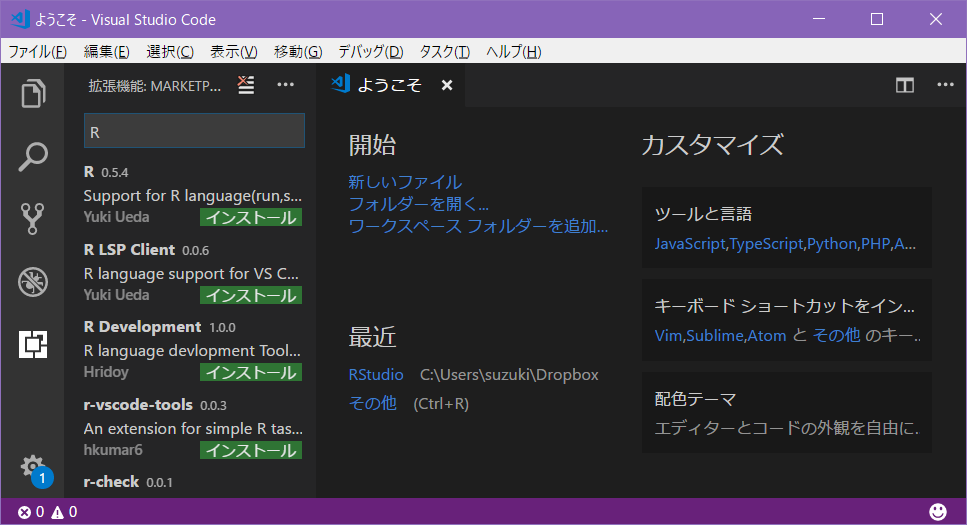 ようこそ - Visual Studio Code
ファイル(F) 編集(E) 選択(C) 表示(V) 移動(G) デバッグ(D) タスク(T) ヘルプ(H)
拡張機能: MARKETP...
R
R 0.5.4
Support for R language(run,s...
Yuki Ueda インストール
R LSP Client 0.0.6
R language support for VS C...
Yuki Ueda インストール
R Development 1.0.0
R language devlopment Tool...
Hridoy インストール
r-vscode-tools 0.0.3
An extension for simple R tas...
hkumar6 インストール
r-check 0.0.1
ようこそ
開始
新しいファイル
フォルダーを開く...
ワークスペース フォルダーを追加...
最近
RStudio C:\Users\suzuki\Dropbox
その他 (Ctrl+R)
カスタマイズ
ツールと言語
JavaScript,TypeScript,Python,PHP,A...
キーボード ショートカットをイン...
Vim,Sublime,Atom と その他 のキー..
配色テーマ
エディターとコードの外観を自由に..
1
0 0